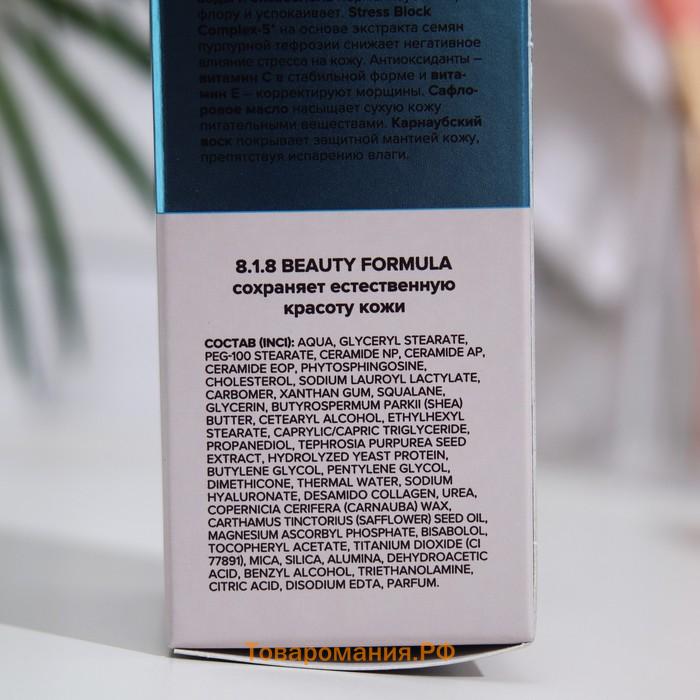 флору и успокаивает. Stress Block
Complex-5* на основе экстракта семян
пурпурной тефрозии снижает негативное
влияние стресса на кожу. Антиоксиданты –
витамин С в стабильной форме и вита-
мин Е – корректируют морщины. Сафло-
ровое масло насыщает сухую кожу
питательными веществами. Карнаубский
воск покрывает защитной мантией кожу,
препятствуя испарению влаги.
8.1.8 BEAUTY FORMULA
сохраняет естественную
красоту кожи
СОСТАВ (INCI): AQUA, GLYCERYL STEARATE,
PEG-100 STEARATE, CERAMIDE NP, CERAMIDE AP,
CERAMIDE EOP, PHYTOSPHINGOSINE,
CHOLESTEROL, SODIUM LAUROYL LACTYLATE,
CARBOMER, XANTHAN GUM, SQUALANE,
GLYCERIN, BUTYROSPERMUM PARKII (SHEA)
BUTTER, CETEARYL ALCOHOL, ETHYLHEXYL
STEARATE, CAPRYLIC/CAPRIC TRIGLYCERIDE,
PROPANEDIOL, TEPHROSIA PURPUREA SEED
EXTRACT, HYDROLYZED YEAST PROTEIN,
BUTYLENE GLYCOL, PENTYLENE GLYCOL,
DIMETHICONE, THERMAL WATER, SODIUM
HYALURONATE, DESAMIDO COLLAGEN, UREA,
COPERNICIA CERIFERA (CARNAUBA) WAX,
CARTHAMUS TINCTORIUS (SAFFLOWER) SEED OIL,
MAGNESIUM ASCORBYL PHOSPHATE, BISABOLOL,
TOCOPHERYL ACETATE, TITANIUM DIOXIDE (CI
77891), MICA, SILICA, ALUMINA, DEHYDROACETIC
ACID, BENZYL ALCOHOL, TRIETHANOLAMINE,
CITRIC ACID, DISODIUM EDTA, PARFUM.
Товаромания.РФ